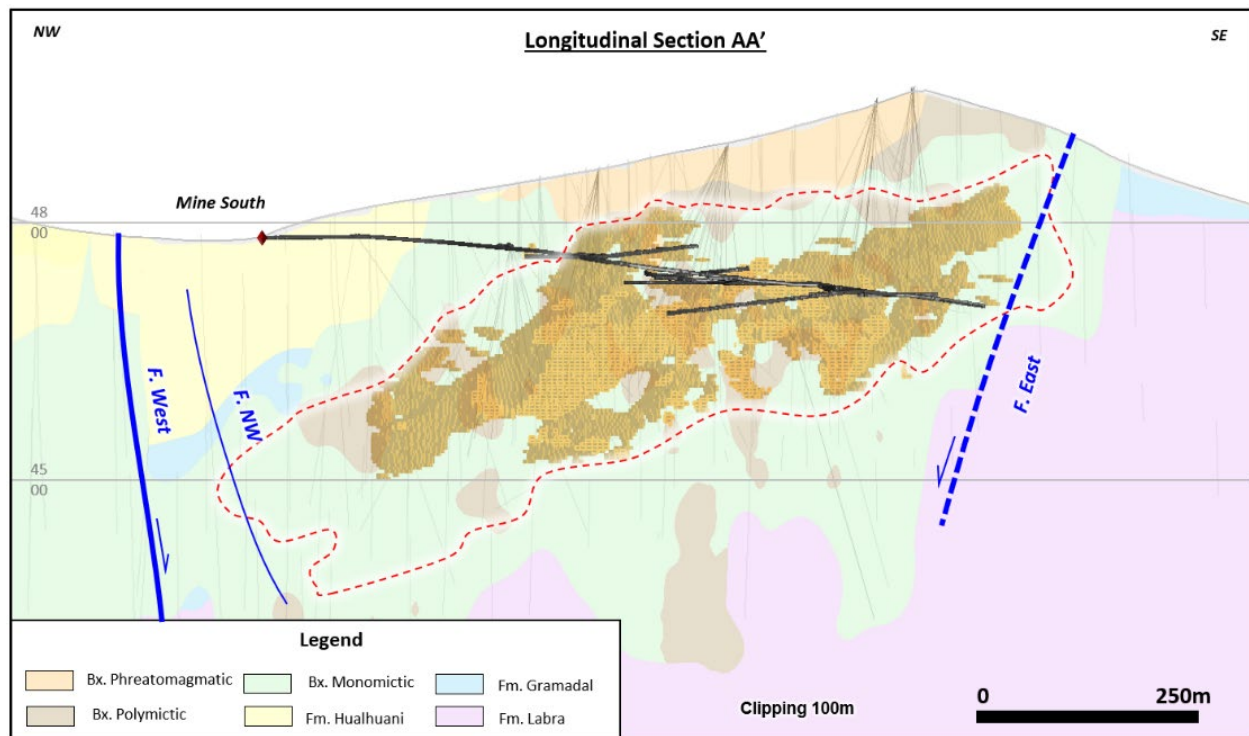 NW
SE
Longitudinal Section AA’
Mine South
48
00
F. West
F. NW
F. East
45
00
Legend
Bx. Phreatomagmatic
Bx. Monomictic
Fm. Gramadal
Bx. Polymictic
Fm. Hualhuani
Fm. Labra
Clipping 100m
0
250m